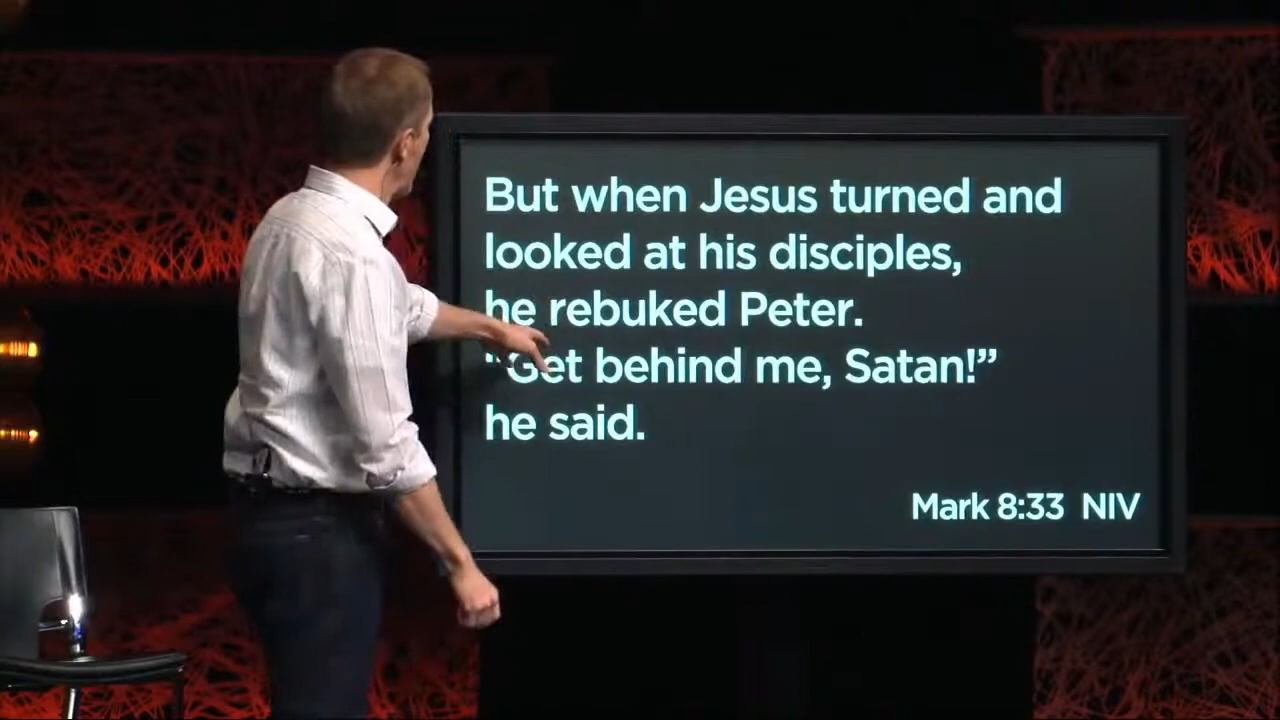 But when Jesus turned and
looked at his disciples,
he rebuked Peter.
“Get behind me, Satan!”
he said.
Mark 8:33 NIV